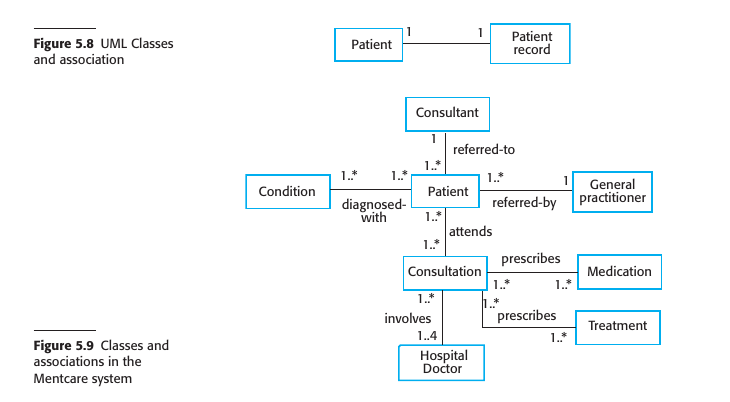 Figure 5.8 UML Classes
and association
Patient
1
1
Patient
record
Consultant
1
referred-to
1..*
Condition
1..*
1..*
diagnosed-
with
Patient
1..*
1
referred-by
General
practitioner
1..*
attends
1..*
Consultation
prescribes
1..*
1..*
Medication
1..*
prescribes
1..*
Treatment
1..*
involves
1..4
Hospital
Doctor
Figure 5.9 Classes and
associations in the
Mentcare system